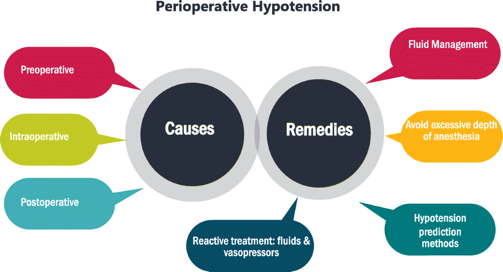 Perioperative Hypotension
Preoperative
Intraoperative
Postoperative
Causes
Remedies
Fluid Management
Avoid excessive depth
of anesthesia
Hypotension
prediction
methods
Reactive treatment: fluids &
vasopressors